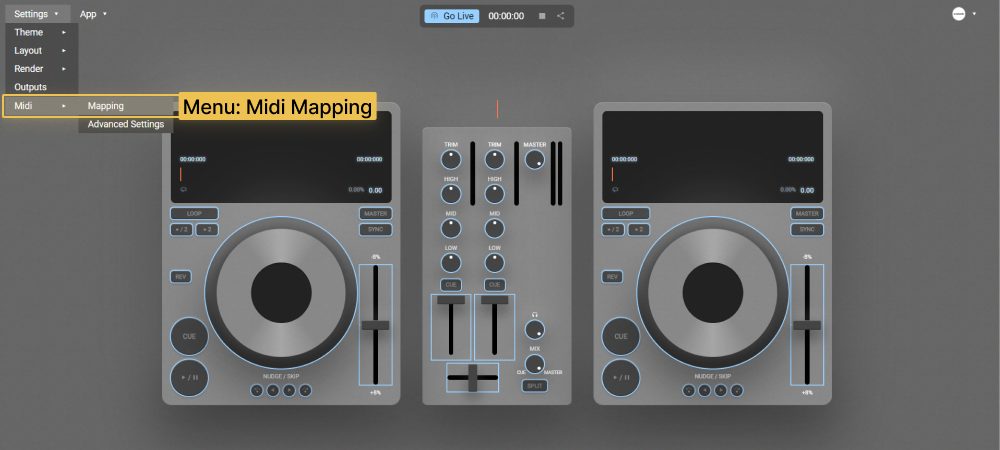 Settings
App
Go Live
00:00:00
Theme
Layout
Render
Outputs
Midi
Mapping
Menu: Midi Mapping
Advanced Settings
00:00:000
00:00:000
0.00%
0.00
LOOP
MASTER
÷ / 2
× 2
SYNC
-8%
REV
CUE
▸ / II
NUDGE / SKIP
+8%
TRIM
TRIM
MASTER
HIGH
HIGH
MID
MID
LOW
LOW
CUE
CUE
MIX
CUE
MASTER
SPLIT
00:00:000
00:00:000
0.00%
0.00
LOOP
MASTER
÷ / 2
× 2
SYNC
-8%
REV
CUE
▸ / II
NUDGE / SKIP
+8%